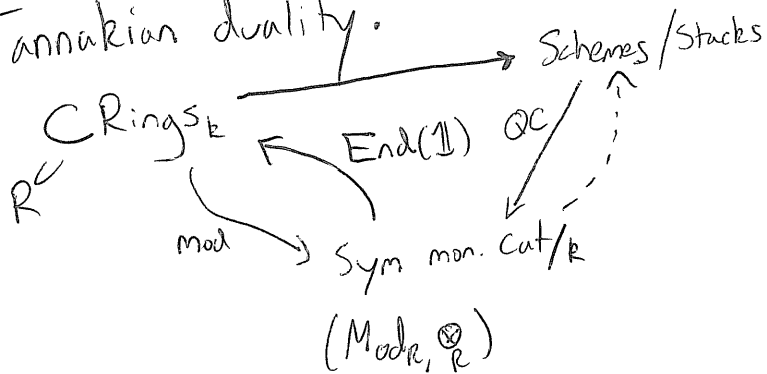 Tannakian duality.
Schemes/Stacks
CRings_k
End(𝟙)
QC
R
mod
Sym mon. Cat/k
(Mod_R, ⊗_R)